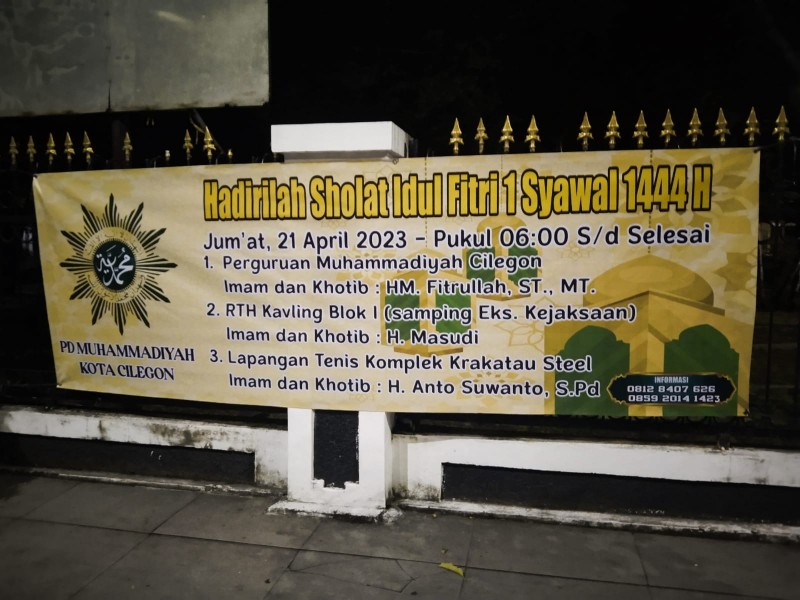 Hadirilah Sholat Idul Fitri 1 Syawal 1444 H
Jum'at, 21 April 2023 - Pukul 06:00 S/d Selesai
1. Perguruan Muhammadiyah Cilegon
Imam dan Khotib : HM. Fitrullah, ST., MT.
2. RTH Kavling Blok I (samping Eks. Kejaksaan)
Imam dan Khotib : H. Masudi
3. Lapangan Tenis Komplek Krakatau Steel
Imam dan Khotib : H. Anto Suwanto, S.Pd
محمدية
PD MUHAMMADIYAH
KOTA CILEGON
INFORMASI
0812 8407 626
0859 2014 1423